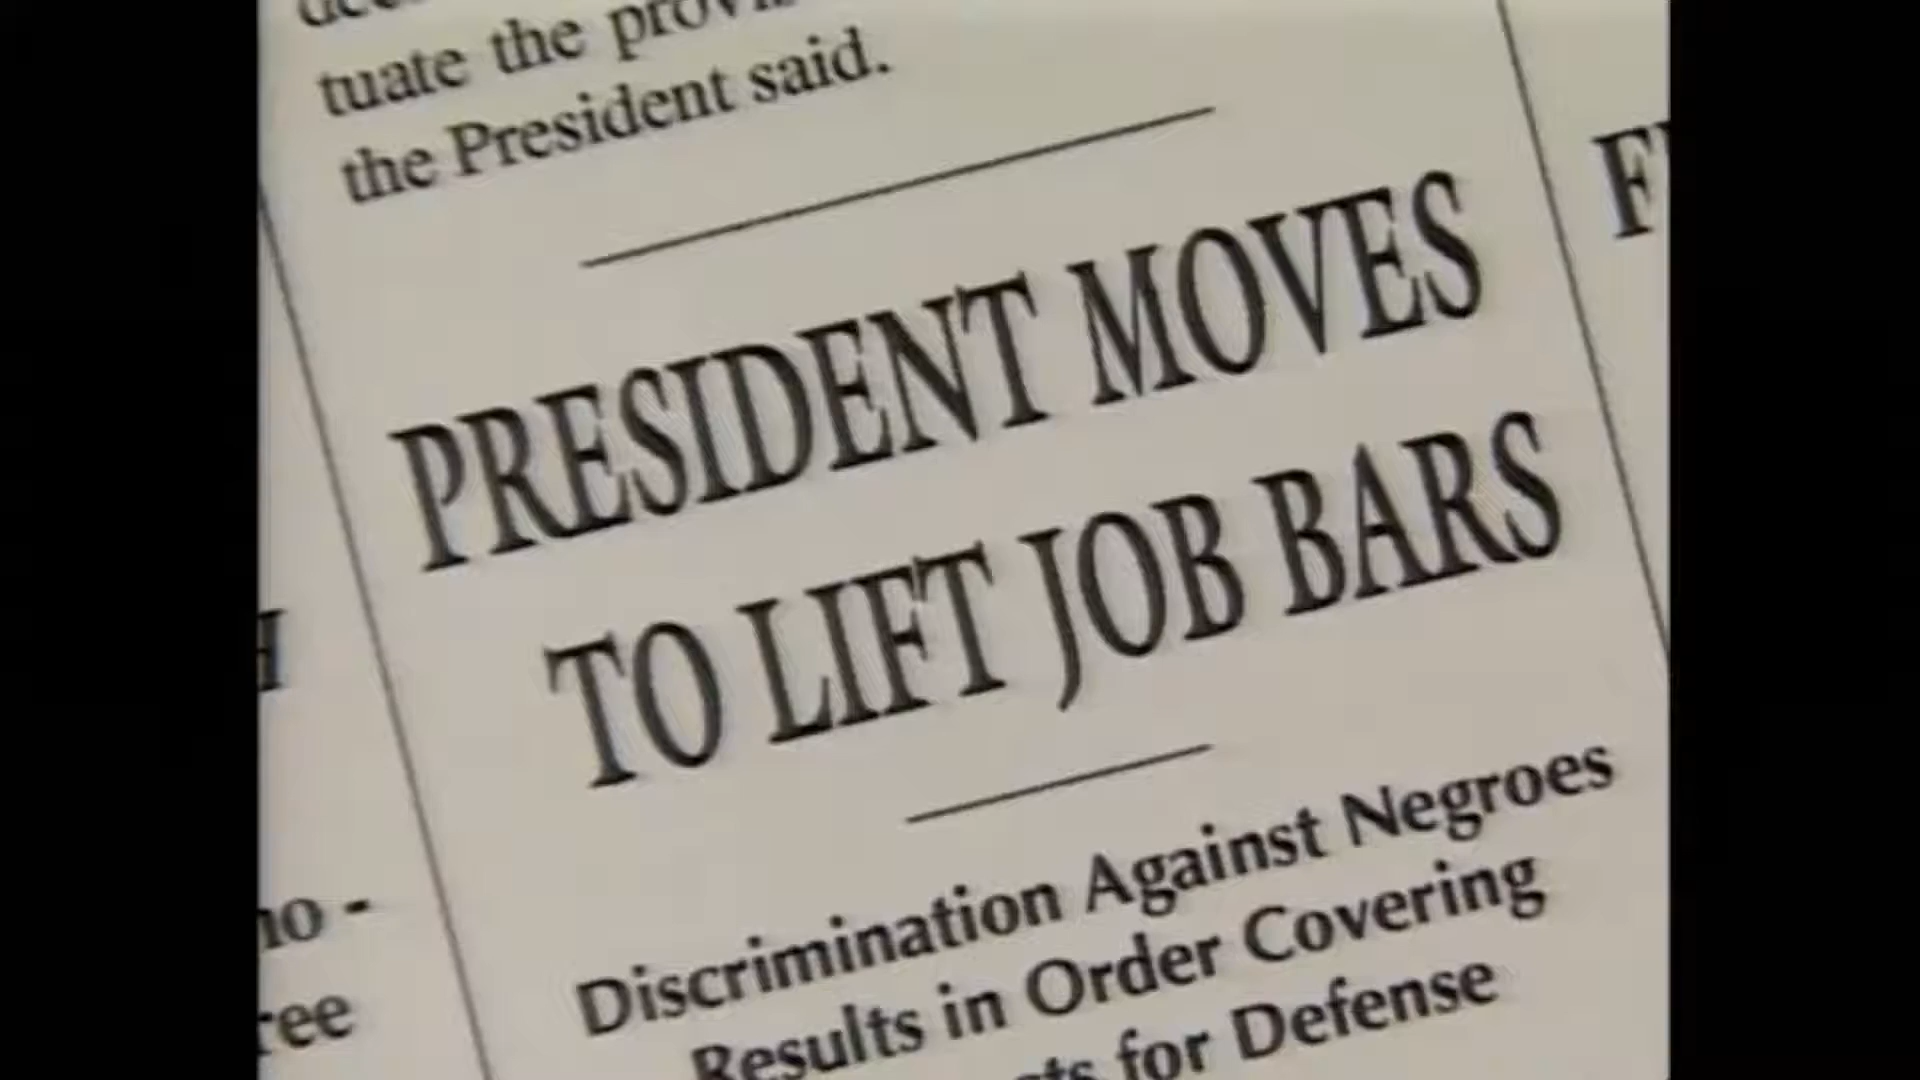 tuate the
the President said.
PRESIDENT MOVES
TO LIFT JOB BARS
Discrimination Against Negroes
Results in Order Covering
for Defense
ree